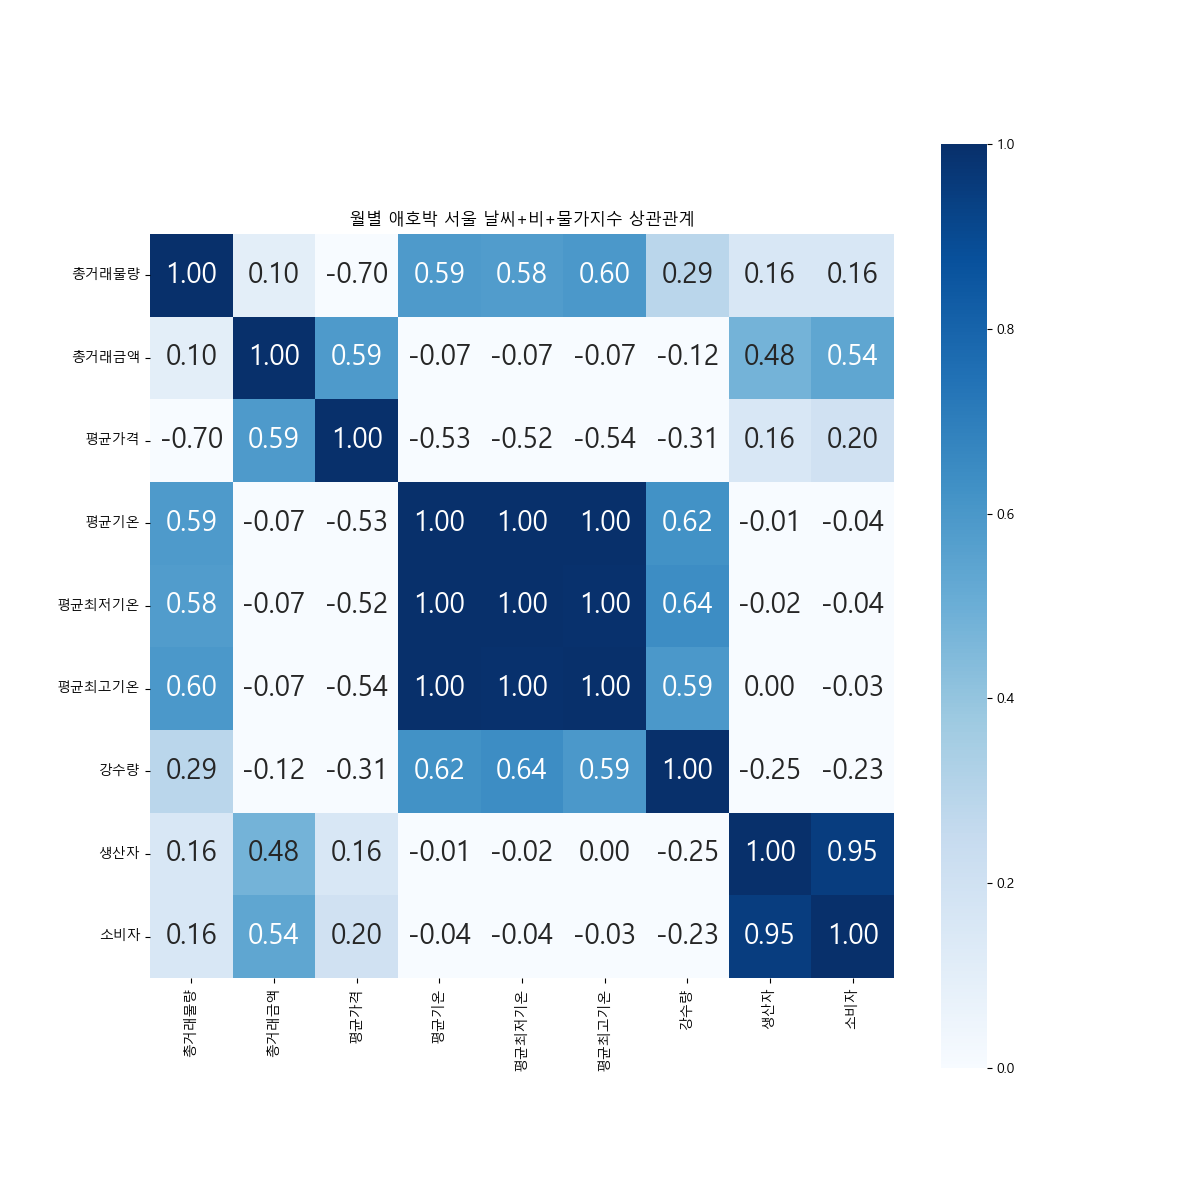 월별 애호박 서울 날씨+비+물가지수 상관관계
총거래물량 1.00 0.10 -0.70 0.59 0.58 0.60 0.29 0.16 0.16
총거래금액 0.10 1.00 0.59 -0.07 -0.07 -0.07 -0.12 0.48 0.54
평균가격 -0.70 0.59 1.00 -0.53 -0.52 -0.54 -0.31 0.16 0.20
평균기온 0.59 -0.07 -0.53 1.00 1.00 1.00 0.62 -0.01 -0.04
평균최저기온 0.58 -0.07 -0.52 1.00 1.00 1.00 0.64 -0.02 -0.04
평균최고기온 0.60 -0.07 -0.54 1.00 1.00 1.00 0.59 0.00 -0.03
강수량 0.29 -0.12 -0.31 0.62 0.64 0.59 1.00 -0.25 -0.23
생산자 0.16 0.48 0.16 -0.01 -0.02 0.00 -0.25 1.00 0.95
소비자 0.16 0.54 0.20 -0.04 -0.04 -0.03 -0.23 0.95 1.00
총거래물량 총거래금액 평균가격 평균기온 평균최저기온 평균최고기온 강수량 생산자 소비자
1.0
0.8
0.6
0.4
0.2
0.0